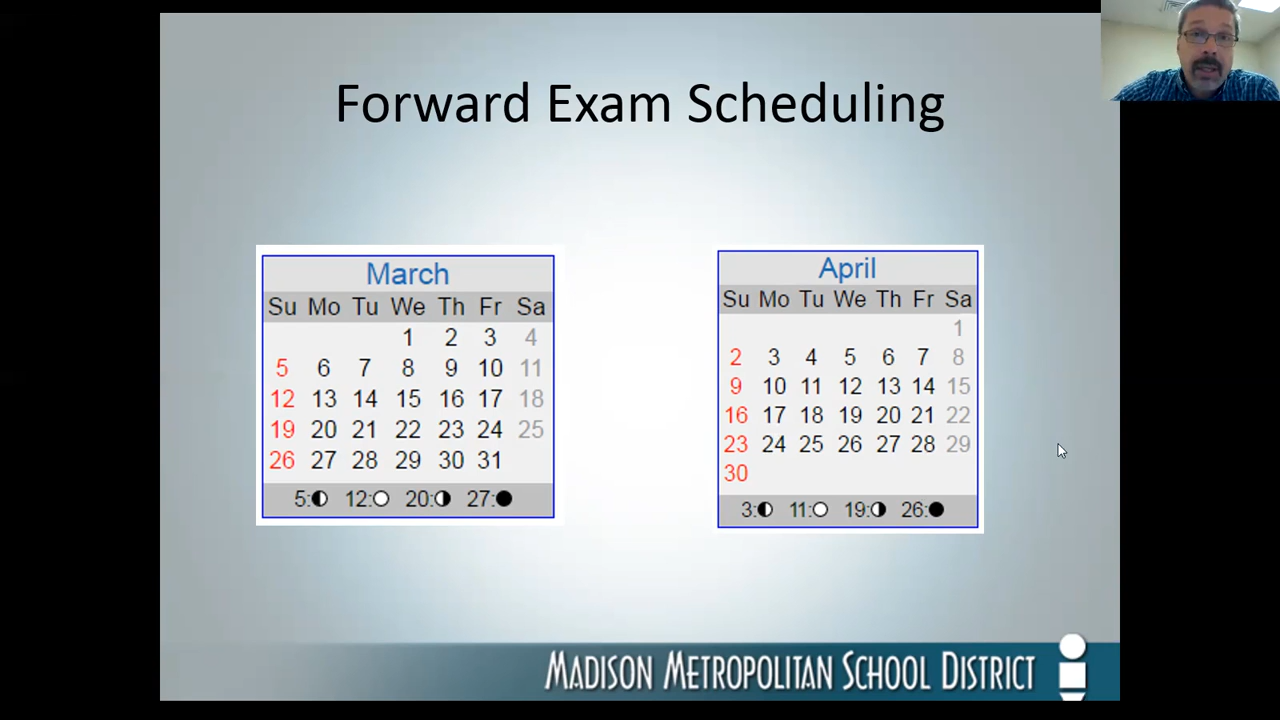 Forward Exam Scheduling
March
Su Mo Tu We Th Fr Sa
1 2 3 4
5 6 7 8 9 10 11
12 13 14 15 16 17 18
19 20 21 22 23 24 25
26 27 28 29 30 31
5: 12: 20: 27:
April
Su Mo Tu We Th Fr Sa
1
2 3 4 5 6 7 8
9 10 11 12 13 14 15
16 17 18 19 20 21 22
23 24 25 26 27 28 29
30
3: 11: 19: 26:
MADISON METROPOLITAN SCHOOL DISTRICT